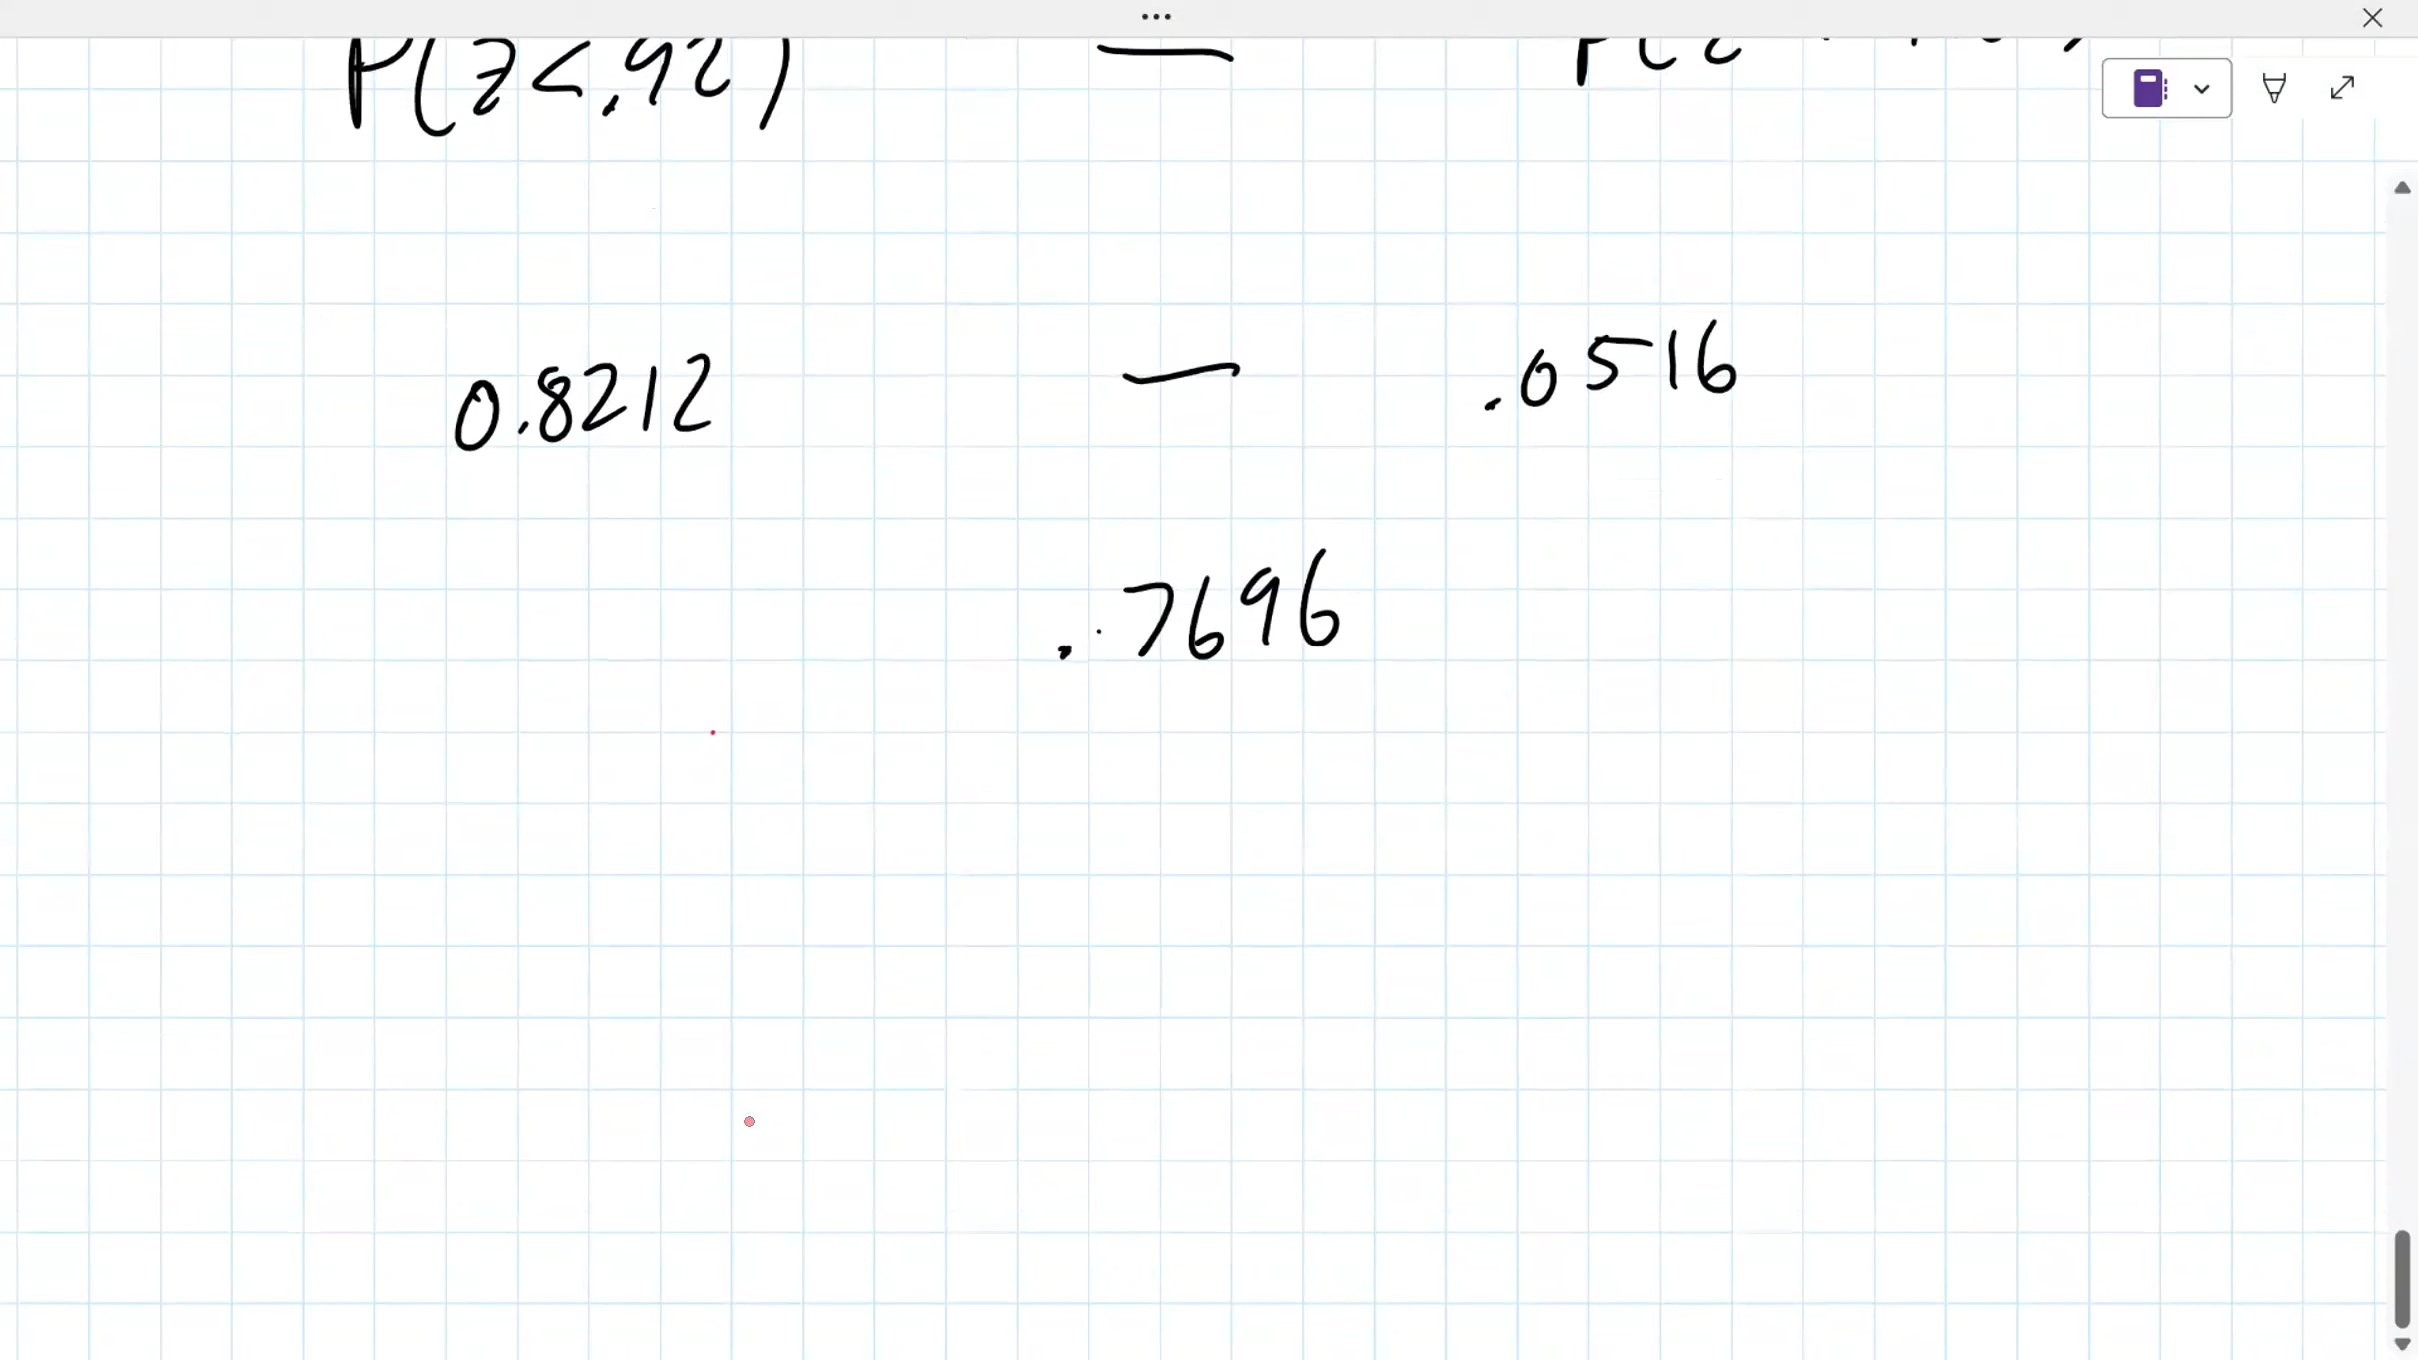 P(z<.92) —
0.8212 — .0516
.7696